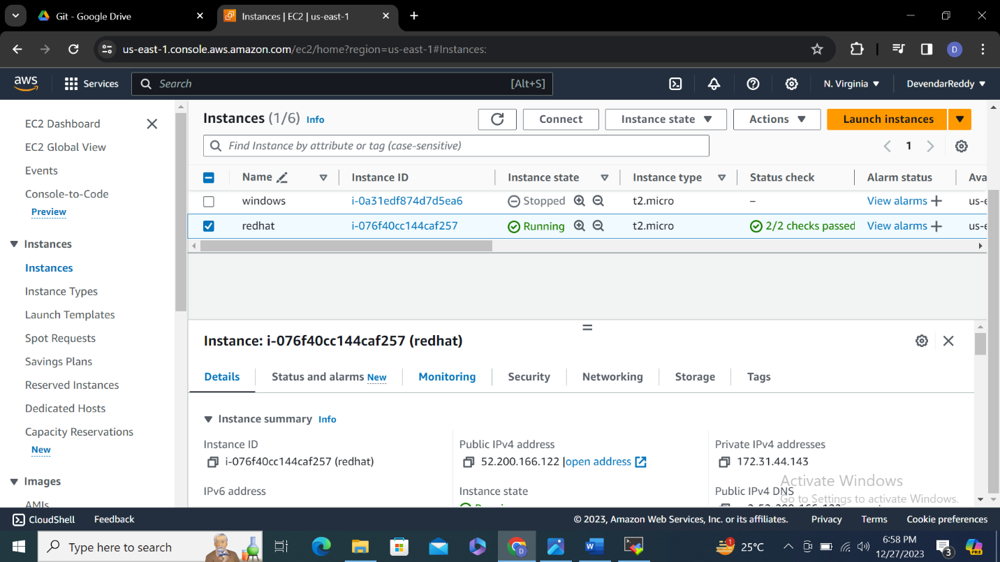 Git - Google Drive
Instances | EC2 | us-east-1
us-east-1.console.aws.amazon.com/ec2/home?region=us-east-1#Instances:
D
aws
Services
Search
[Alt+S]
N. Virginia
DevendarReddy
EC2 Dashboard
EC2 Global View
Events
Console-to-Code
Preview
Instances
Instances
Instance Types
Launch Templates
Spot Requests
Savings Plans
Reserved Instances
Dedicated Hosts
Capacity Reservations
New
Images
AMIs
Instances (1/6) Info
Connect
Instance state
Actions
Launch instances
Find Instance by attribute or tag (case-sensitive)
1
Name Instance ID Instance state Instance type Status check Alarm status Ava
windows i-0a31edf874d7d5ea6 Stopped t2.micro – View alarms + us-e
redhat i-076f40cc144caf257 Running t2.micro 2/2 checks passed View alarms + us-e
Instance: i-076f40cc144caf257 (redhat)
Details Status and alarms New Monitoring Security Networking Storage Tags
Instance summary Info
Instance ID Public IPv4 address Private IPv4 addresses
i-076f40cc144caf257 (redhat) 52.200.166.122 |open address 172.31.44.143
IPv6 address Instance state Public IPv4 DNS
Activate Windows
Go to Settings to activate Windows.
CloudShell Feedback © 2023, Amazon Web Services, Inc. or its affiliates. Privacy Terms Cookie preferences
Type here to search
1
25°C
6:58 PM
12/27/2023
3
PRE